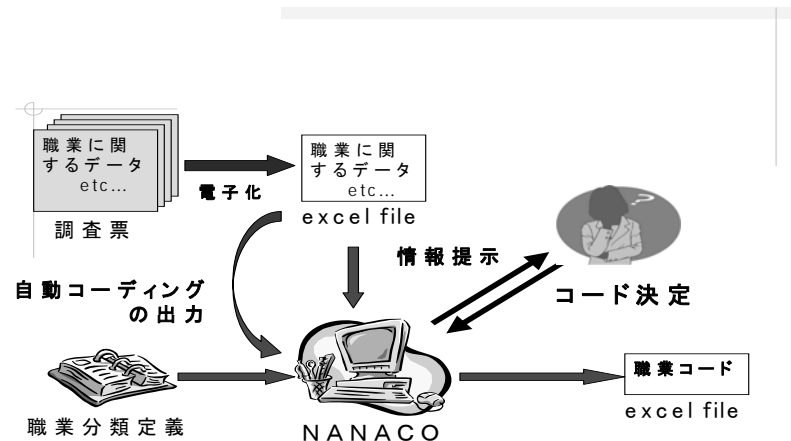 職業に関
するデータ
etc...
調査票
電子化
職業に関
するデータ
etc...
excel file
情報提示
?
コード決定
自動コーディング
の出力
職業分類定義
NANACO
職業コード
excel file